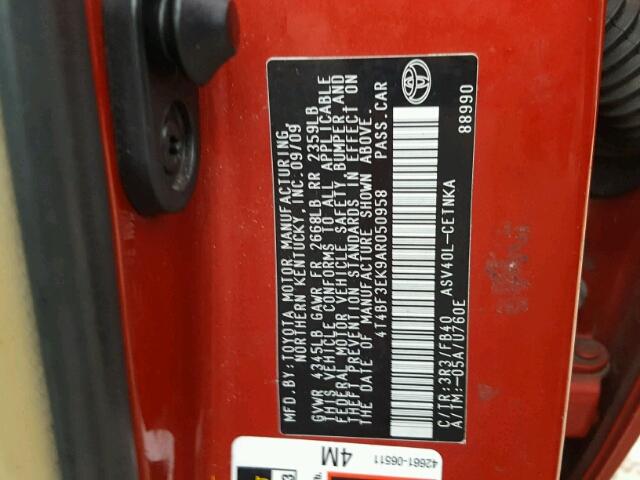 MFD.BY:TOYOTA MOTOR MANUFACTURING
NORTHERN KENTUCKY, INC.09/09
GVWR 4345LB GAWR FR 2668LB RR 2359LB
THIS VEHICLE CONFORMS TO ALL APPLICABLE
FEDERAL MOTOR VEHICLE SAFETY, BUMPER AND
THEFT PREVENTION STANDARDS IN EFFECT ON
THE DATE OF MANUFACTURE SHOWN ABOVE.
4T4BF3EK9AR050958 PASS.CAR
C/TR:3R3/FB40 ASV40L-CETNKA
A/TM:-05A/U760E 88990
42661-06511
4M